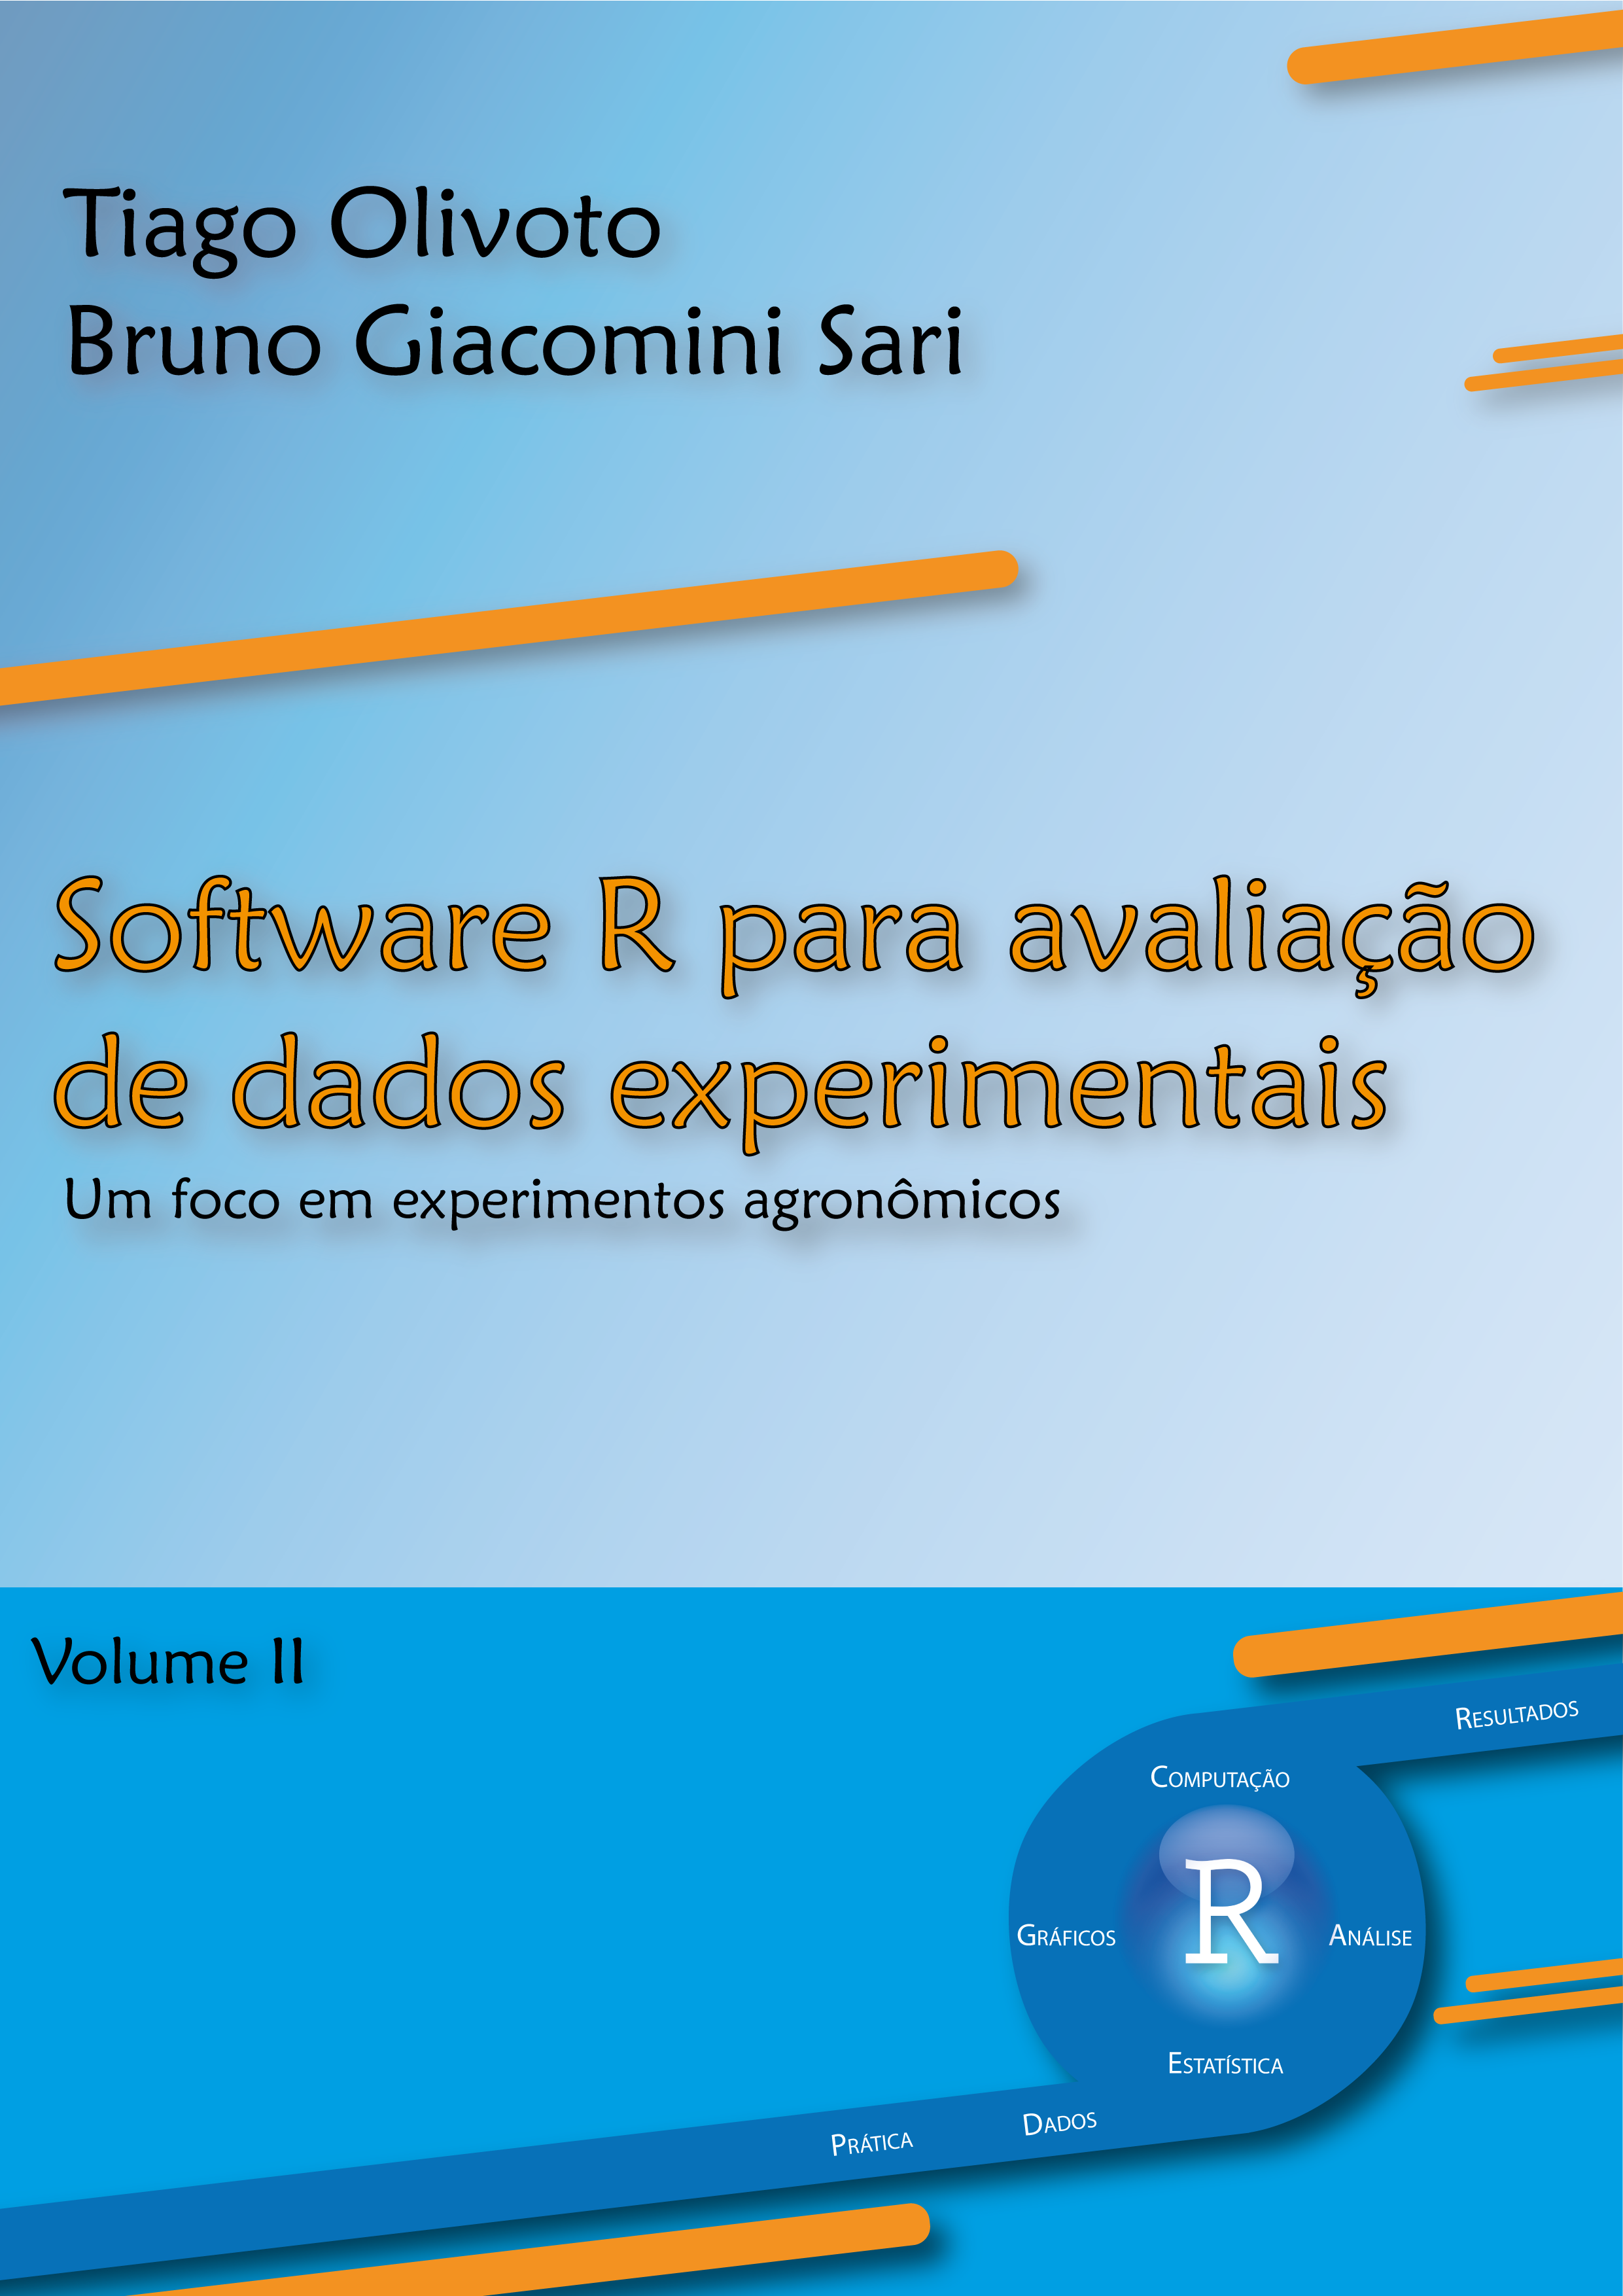 Tiago Olivoto
Bruno Giacomini Sari
Software R para avaliação
de dados experimentais
Um foco em experimentos agronômicos
Volume II
Resultados
Computação
R
Gráficos
Análise
Estatística
Dados
Prática